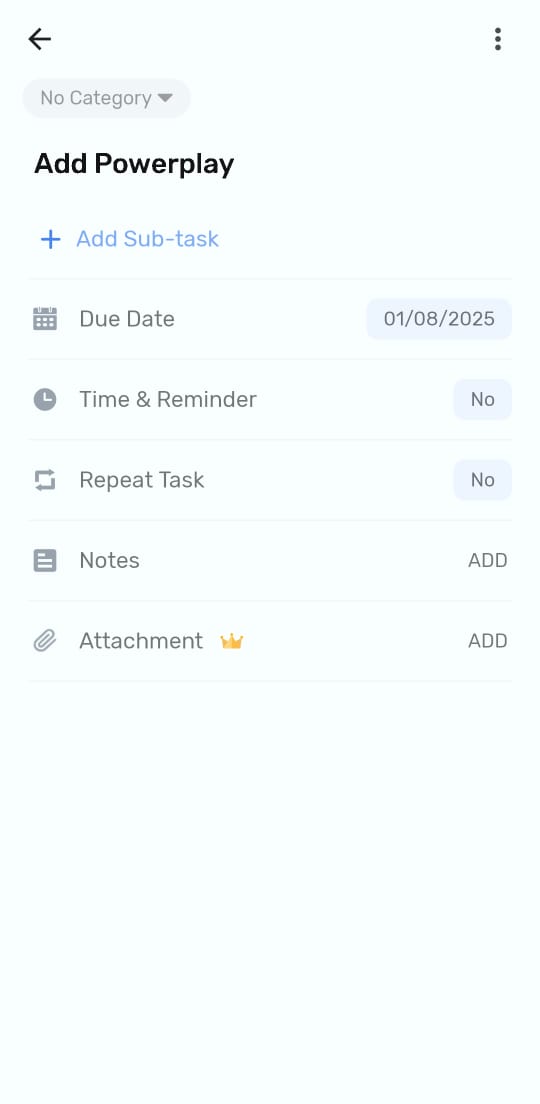 No Category
Add Powerplay
Add Sub-task
Due Date 01/08/2025
Time & Reminder No
Repeat Task No
Notes ADD
Attachment ADD